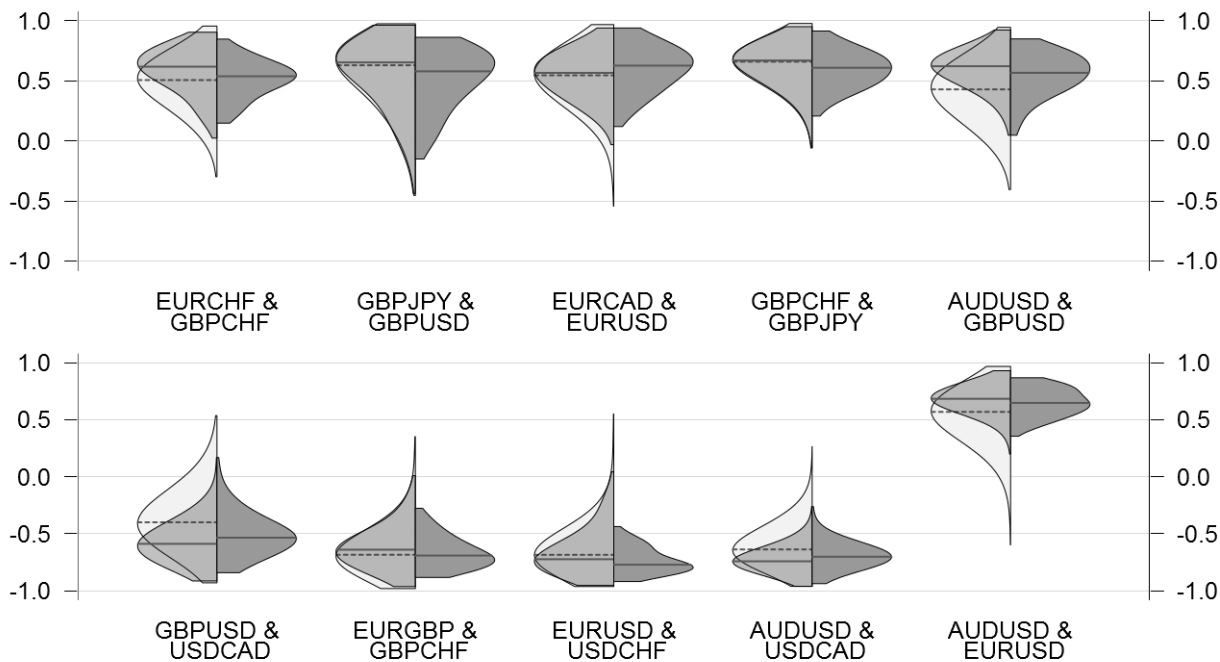 1.0 1.0
0.5 0.5
0.0 0.0
-0.5 -0.5
-1.0 -1.0
EURCHF & GBPJPY & EURCAD & GBPCHF & AUDUSD &
GBPCHF GBPUSD EURUSD GBPJPY GBPUSD
1.0 1.0
0.5 0.5
0.0 0.0
-0.5 -0.5
-1.0 -1.0
GBPUSD & EURGBP & EURUSD & AUDUSD & AUDUSD &
USDCAD GBPCHF USDCHF USDCAD EURUSD